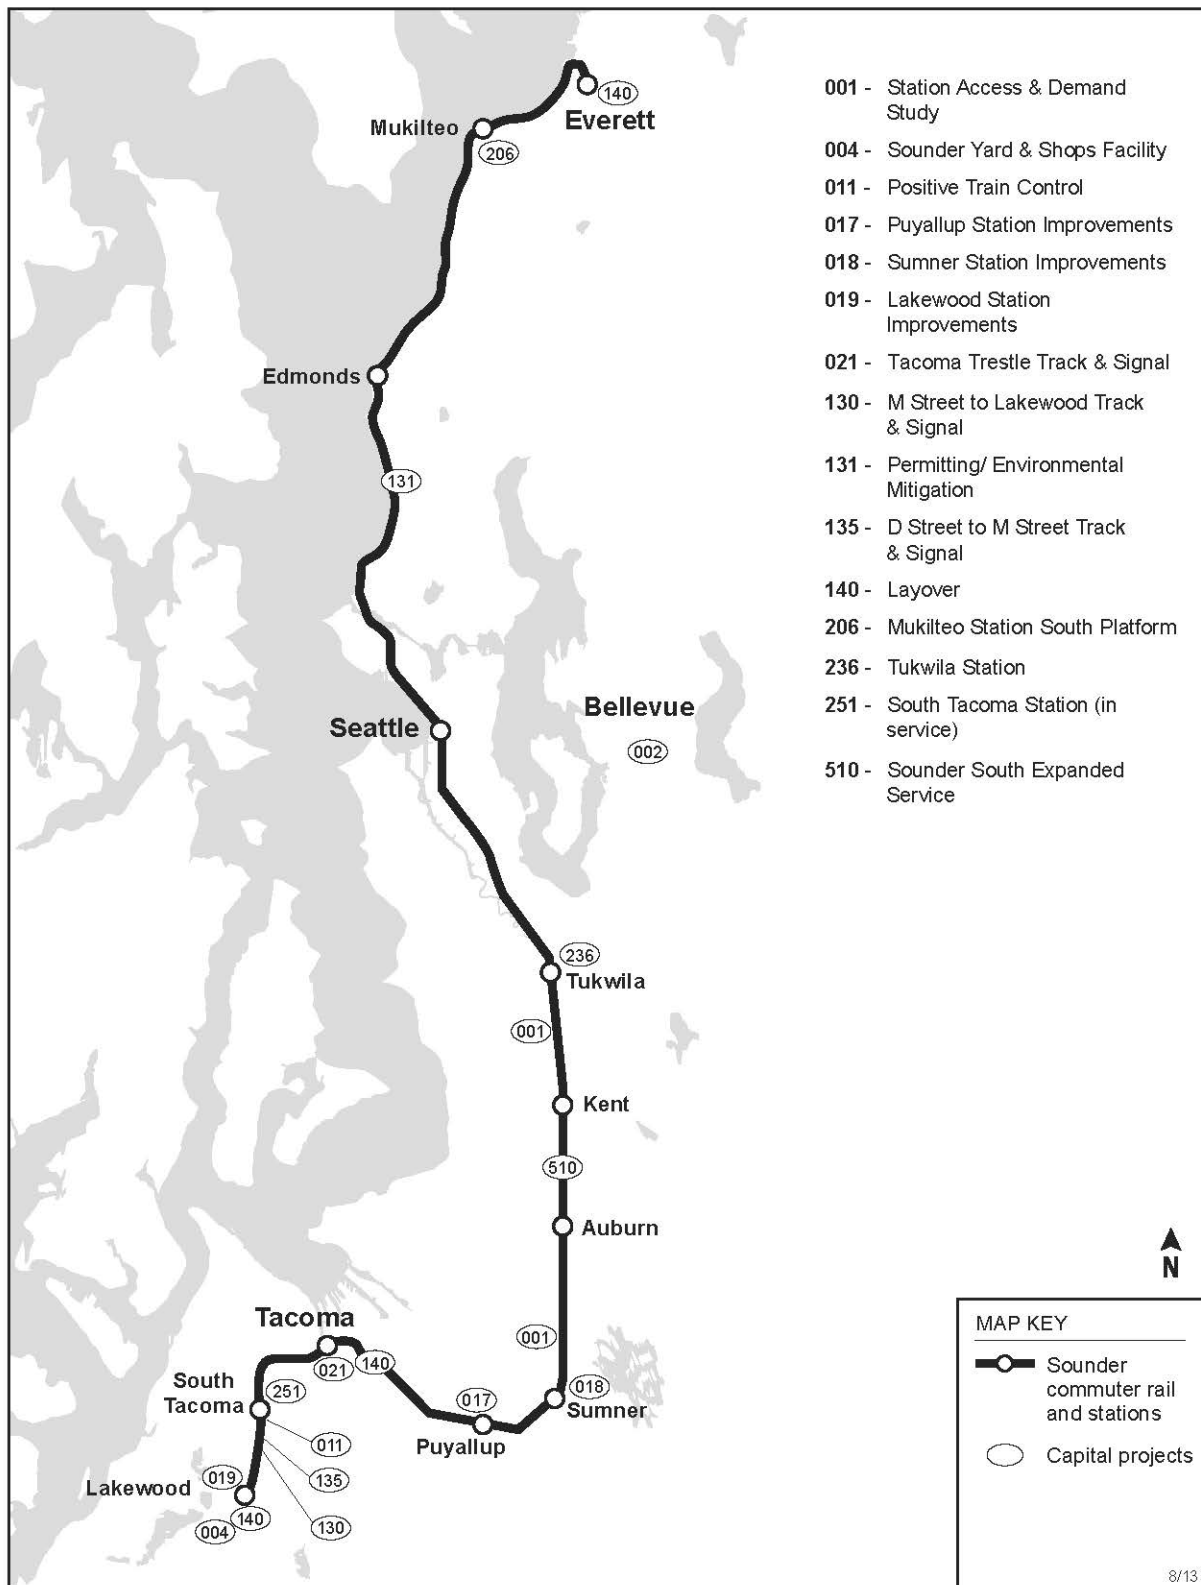 140
Everett
Mukilteo
206
Edmonds
131
Seattle
Bellevue
002
236
Tukwila
001
Kent
510
Auburn
Tacoma
001
021
140
South
Tacoma
251
017
018
Sumner
Puyallup
011
019
135
Lakewood
140
004
130
001 - Station Access & Demand
Study
004 - Sounder Yard & Shops Facility
011 - Positive Train Control
017 - Puyallup Station Improvements
018 - Sumner Station Improvements
019 - Lakewood Station
Improvements
021 - Tacoma Trestle Track & Signal
130 - M Street to Lakewood Track
& Signal
131 - Permitting/ Environmental
Mitigation
135 - D Street to M Street Track
& Signal
140 - Layover
206 - Mukilteo Station South Platform
236 - Tukwila Station
251 - South Tacoma Station (in
service)
510 - Sounder South Expanded
Service
N
MAP KEY
Sounder
commuter rail
and stations
Capital projects
8/13